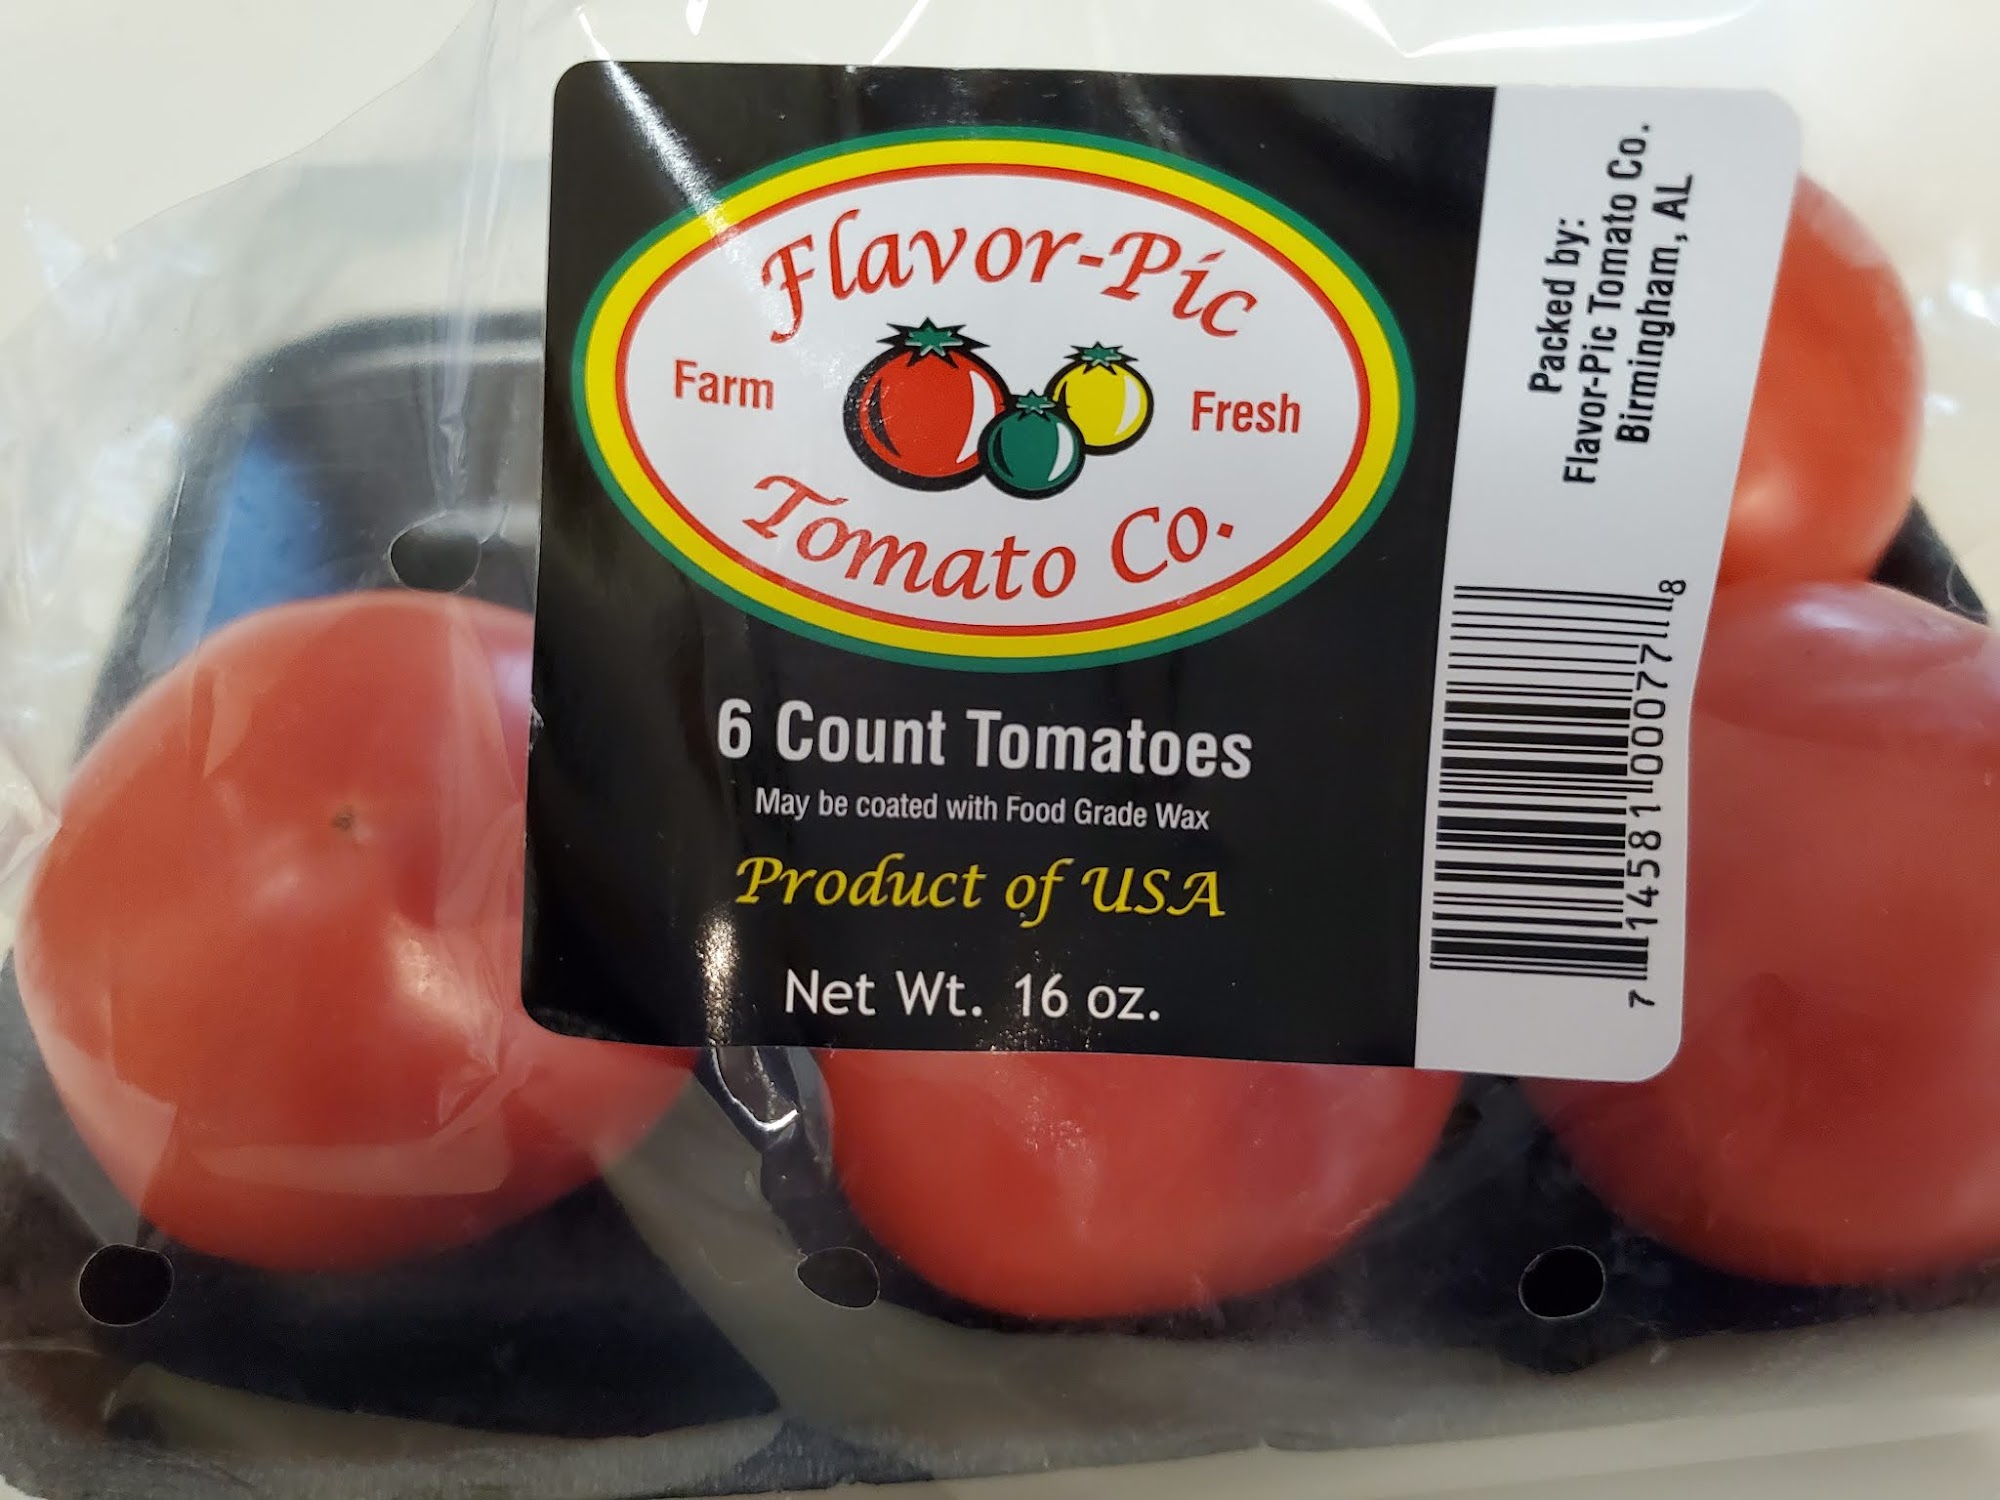 Flavor-Pic
Farm Fresh
Tomato Co.
6 Count Tomatoes
May be coated with Food Grade Wax
Product of USA
Net Wt. 16 oz.
Packed by:
Flavor-Pic Tomato Co.
Birmingham, AL
7 14581 00077 8